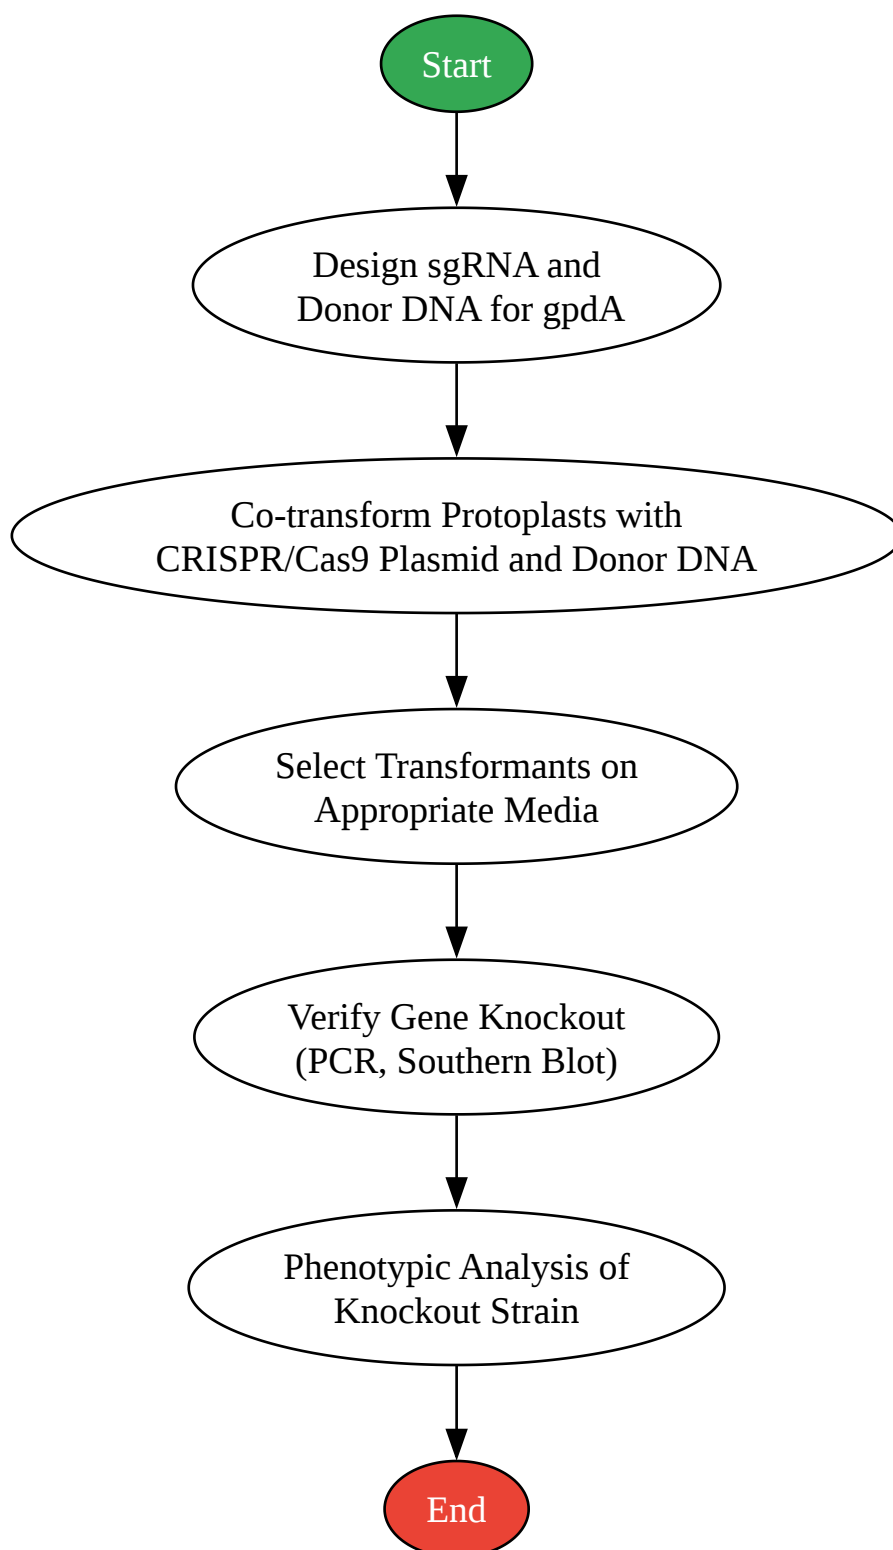 Start
Design sgRNA and
Donor DNA for gpdA
Co-transform Protoplasts with
CRISPR/Cas9 Plasmid and Donor DNA
Select Transformants on
Appropriate Media
Verify Gene Knockout
(PCR, Southern Blot)
Phenotypic Analysis of
Knockout Strain
End